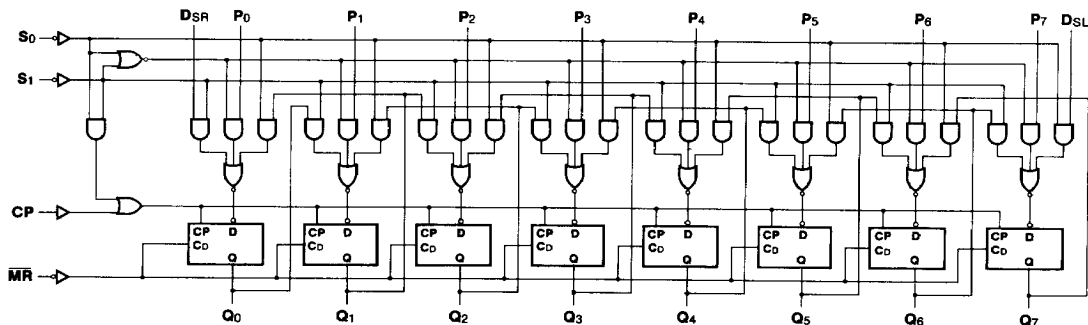 DSR P0 P1 P2 P3 P4 P5 P6 P7 DSL
S0
S1
CP
CP D CP D CP D CP D CP D CP D CP D CP D
CD CD CD CD CD CD CD CD
Q Q Q Q Q Q Q Q
MR
Q0 Q1 Q2 Q3 Q4 Q5 Q6 Q7